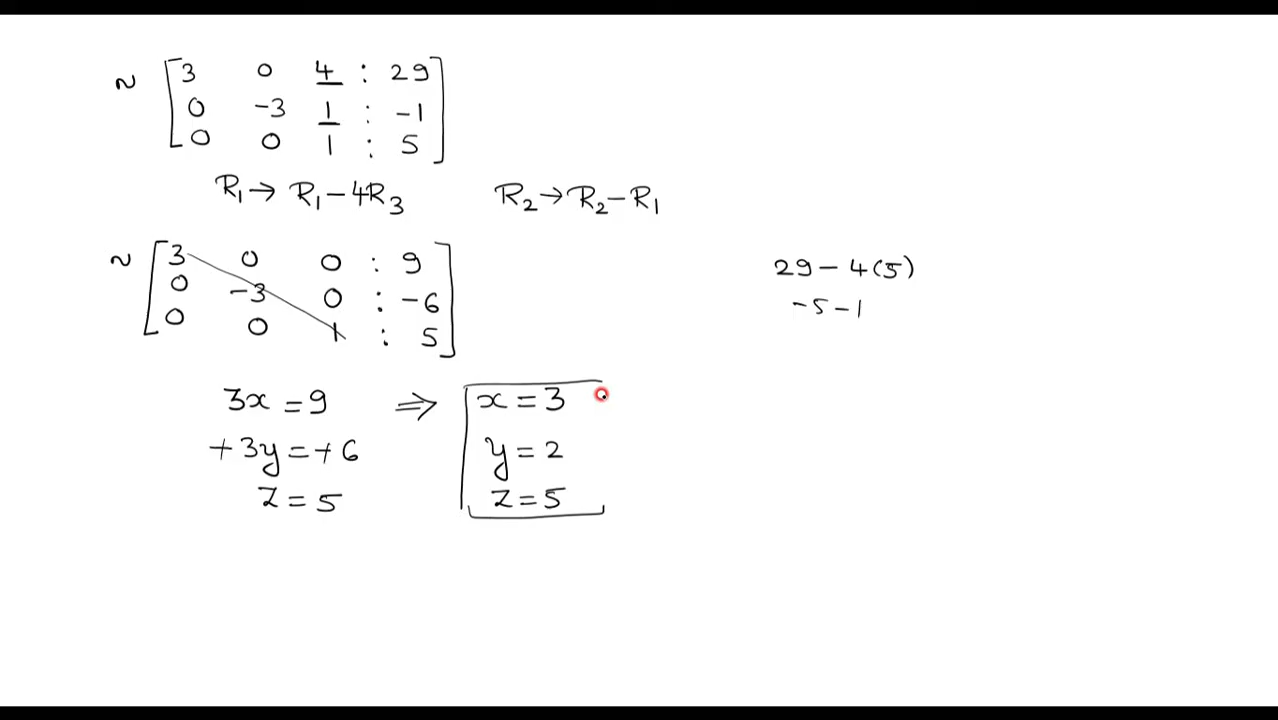 ~ [3 0 4 : 29]
[0 -3 1 : -1]
[0 0 1 : 5]
R₁ → R₁ - 4R₃ R₂ → R₂ - R₁
~ [3 0 0 : 9]
[0 -3 0 : -6]
[0 0 1 : 5]
29 - 4(5)
-5 - 1
3x = 9 ⇒ x = 3
+3y = +6 y = 2
z = 5 z = 5